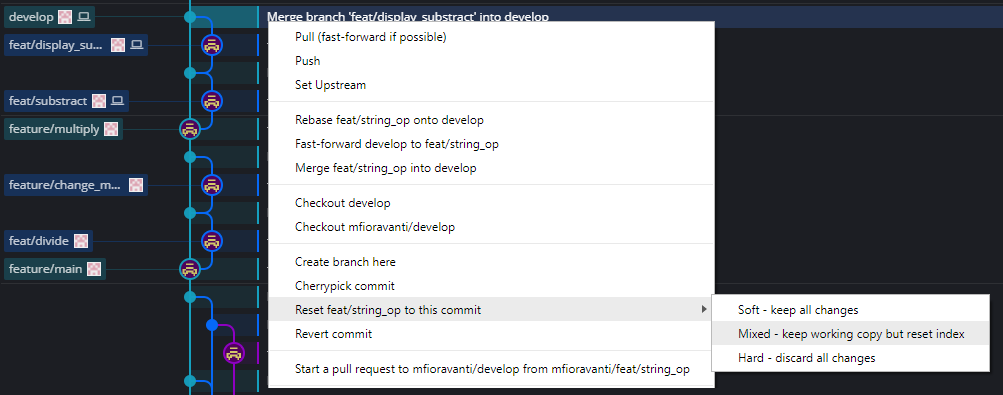 develop
Merge branch 'feat/display_substract' into develop
feat/display_su...
feat/substract
feature/multiply
feature/change_m...
feat/divide
feature/main
Pull (fast-forward if possible)
Push
Set Upstream
Rebase feat/string_op onto develop
Fast-forward develop to feat/string_op
Merge feat/string_op into develop
Checkout develop
Checkout mfioravanti/develop
Create branch here
Cherrypick commit
Reset feat/string_op to this commit
Revert commit
Start a pull request to mfioravanti/develop from mfioravanti/feat/string_op
Soft - keep all changes
Mixed - keep working copy but reset index
Hard - discard all changes